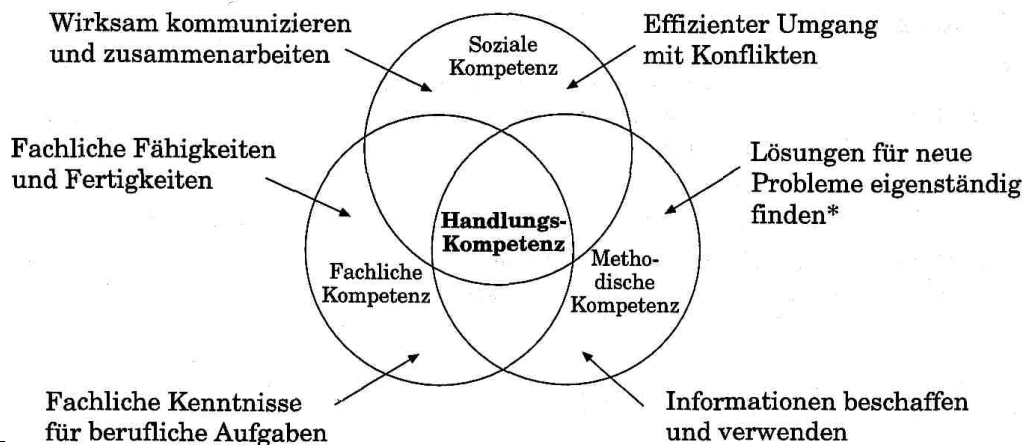 Wirksam kommunizieren
und zusammenarbeiten
Soziale
Kompetenz
Effizienter Umgang
mit Konflikten
Fachliche Fähigkeiten
und Fertigkeiten
Lösungen für neue
Probleme eigenständig
finden*
Handlungs-
Kompetenz
Fachliche
Kompetenz
Metho-
dische
Kompetenz
Fachliche Kenntnisse
für berufliche Aufgaben
Informationen beschaffen
und verwenden